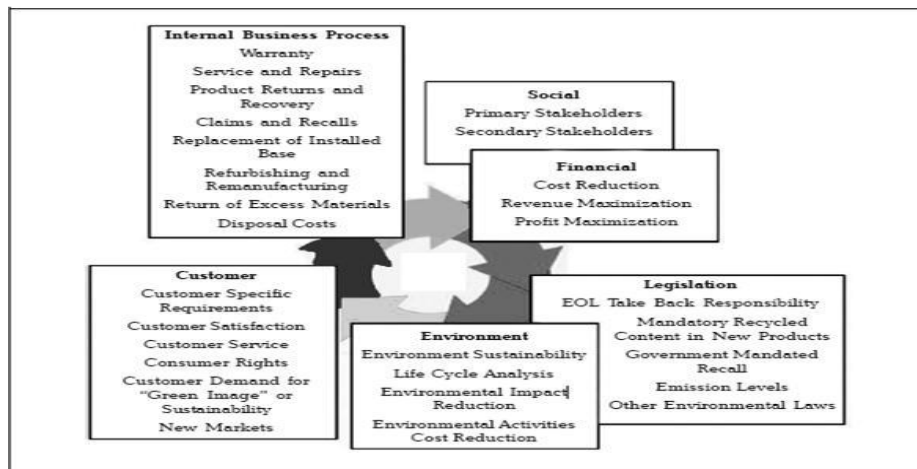 Internal Business Process
Warranty
Service and Repairs
Product Returns and
Recovery
Claims and Recalls
Replacement of Installed
Base
Refurbishing and
Remanufacturing
Return of Excess Materials
Disposal Costs
Social
Primary Stakeholders
Secondary Stakeholders
Financial
Cost Reduction
Revenue Maximization
Profit Maximization
Customer
Customer Specific
Requirements
Customer Satisfaction
Customer Service
Consumer Rights
Customer Demand for
"Green Image" or
Sustainability
New Markets
Environment
Environment Sustainability
Life Cycle Analysis
Environmental Impact
Reduction
Environmental Activities
Cost Reduction
Legislation
EOL Take Back Responsibility
Mandatory Recycled
Content in New Products
Government Mandated
Recall
Emission Levels
Other Environmental Laws